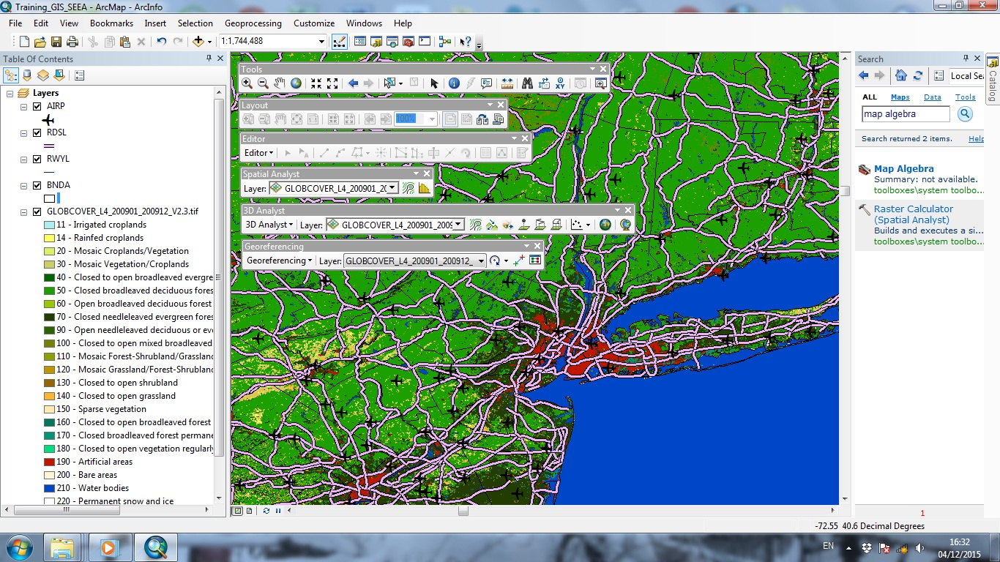 Training_GIS_SEEA - ArcMap - ArcInfo
File Edit View Bookmarks Insert Selection Geoprocessing Customize Windows Help
1:1,744,488
Table Of Contents
Layers
AIRP
RDSL
RWYL
BNDA
GLOBCOVER_L4_200901_200912_V2.3.tif
11 - Irrigated croplands
14 - Rainfed croplands
20 - Mosaic Croplands/Vegetation
30 - Mosaic Vegetation/Croplands
40 - Closed to open broadleaved evergre
50 - Closed broadleaved deciduous fores
60 - Open broadleaved deciduous forest
70 - Closed needleleaved evergreen fores
90 - Open needleleaved deciduous or eve
100 - Closed to open mixed broadleaved
110 - Mosaic Forest-Shrubland/Grasslanc
120 - Mosaic Grassland/Forest-Shrublanc
130 - Closed to open shrubland
140 - Closed to open grassland
150 - Sparse vegetation
160 - Closed to open broadleaved forest
170 - Closed broadleaved forest permane
180 - Closed to open vegetation regularly
190 - Artificial areas
200 - Bare areas
210 - Water bodies
220 - Permanent snow and ice
Tools
XY
Layout
100%
Editor
Editor
Spatial Analyst
Layer: GLOBCOVER_L4_200901_20
3D Analyst
3D Analyst Layer: GLOBCOVER_L4_200901_2009
Georeferencing
Georeferencing Layer: GLOBCOVER_L4_200901_200912_
Search
Local Sea
ALL Maps Data Tools
map algebra
Search returned 2 items. Help
Map Algebra
Summary: not available.
toolboxes\system toolbo...
Raster Calculator
(Spatial Analyst)
Builds and executes a si...
toolboxes\system toolbo...
1
Catalog
-72.55 40.6 Decimal Degrees
EN
16:32
04/12/2015